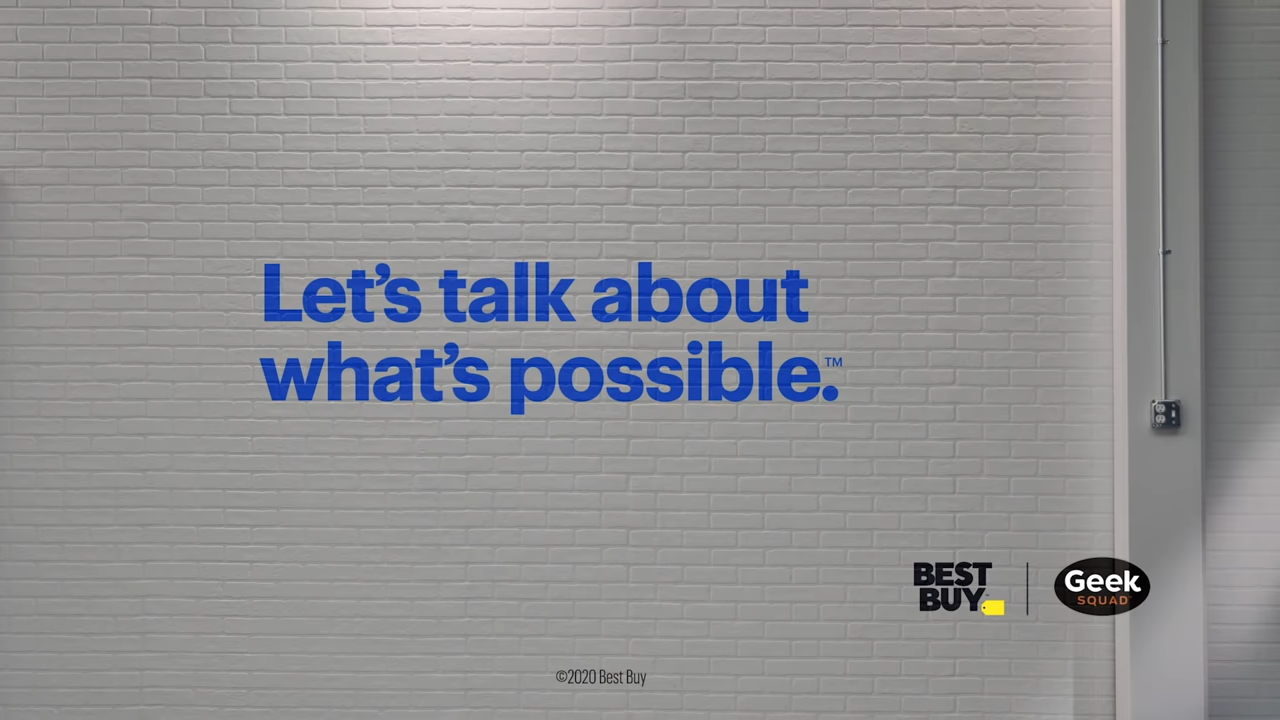 Let’s talk about
what’s possible.™
BEST
BUY
Geek
SQUAD
©2020 Best Buy